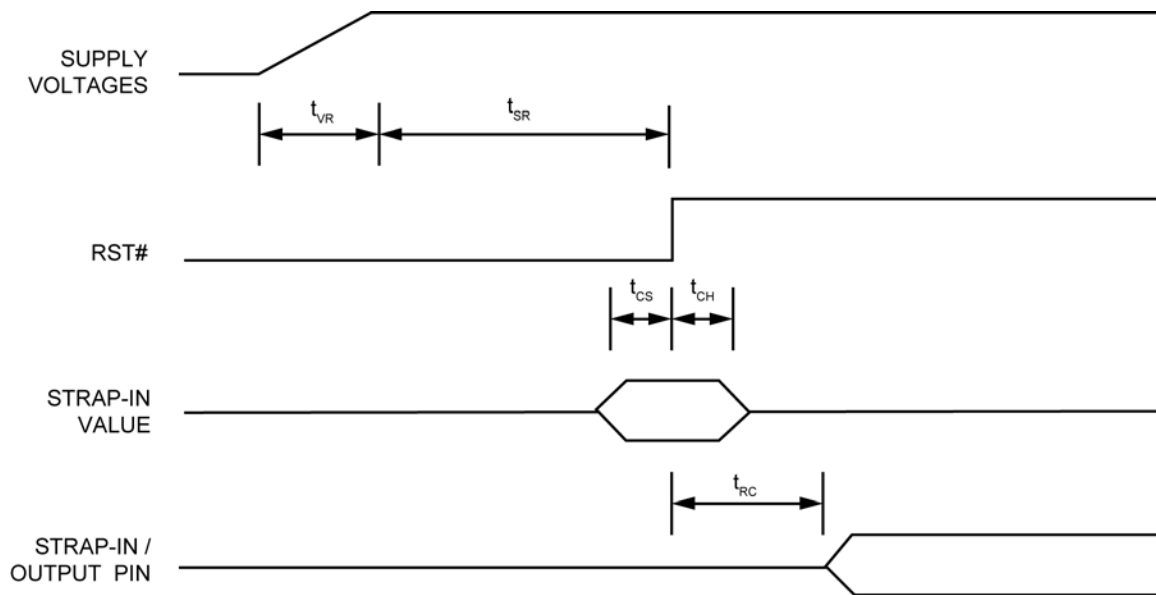 SUPPLY
VOLTAGES
tVR
tSR
RST#
tCS
tCH
STRAP-IN
VALUE
tRC
STRAP-IN /
OUTPUT PIN